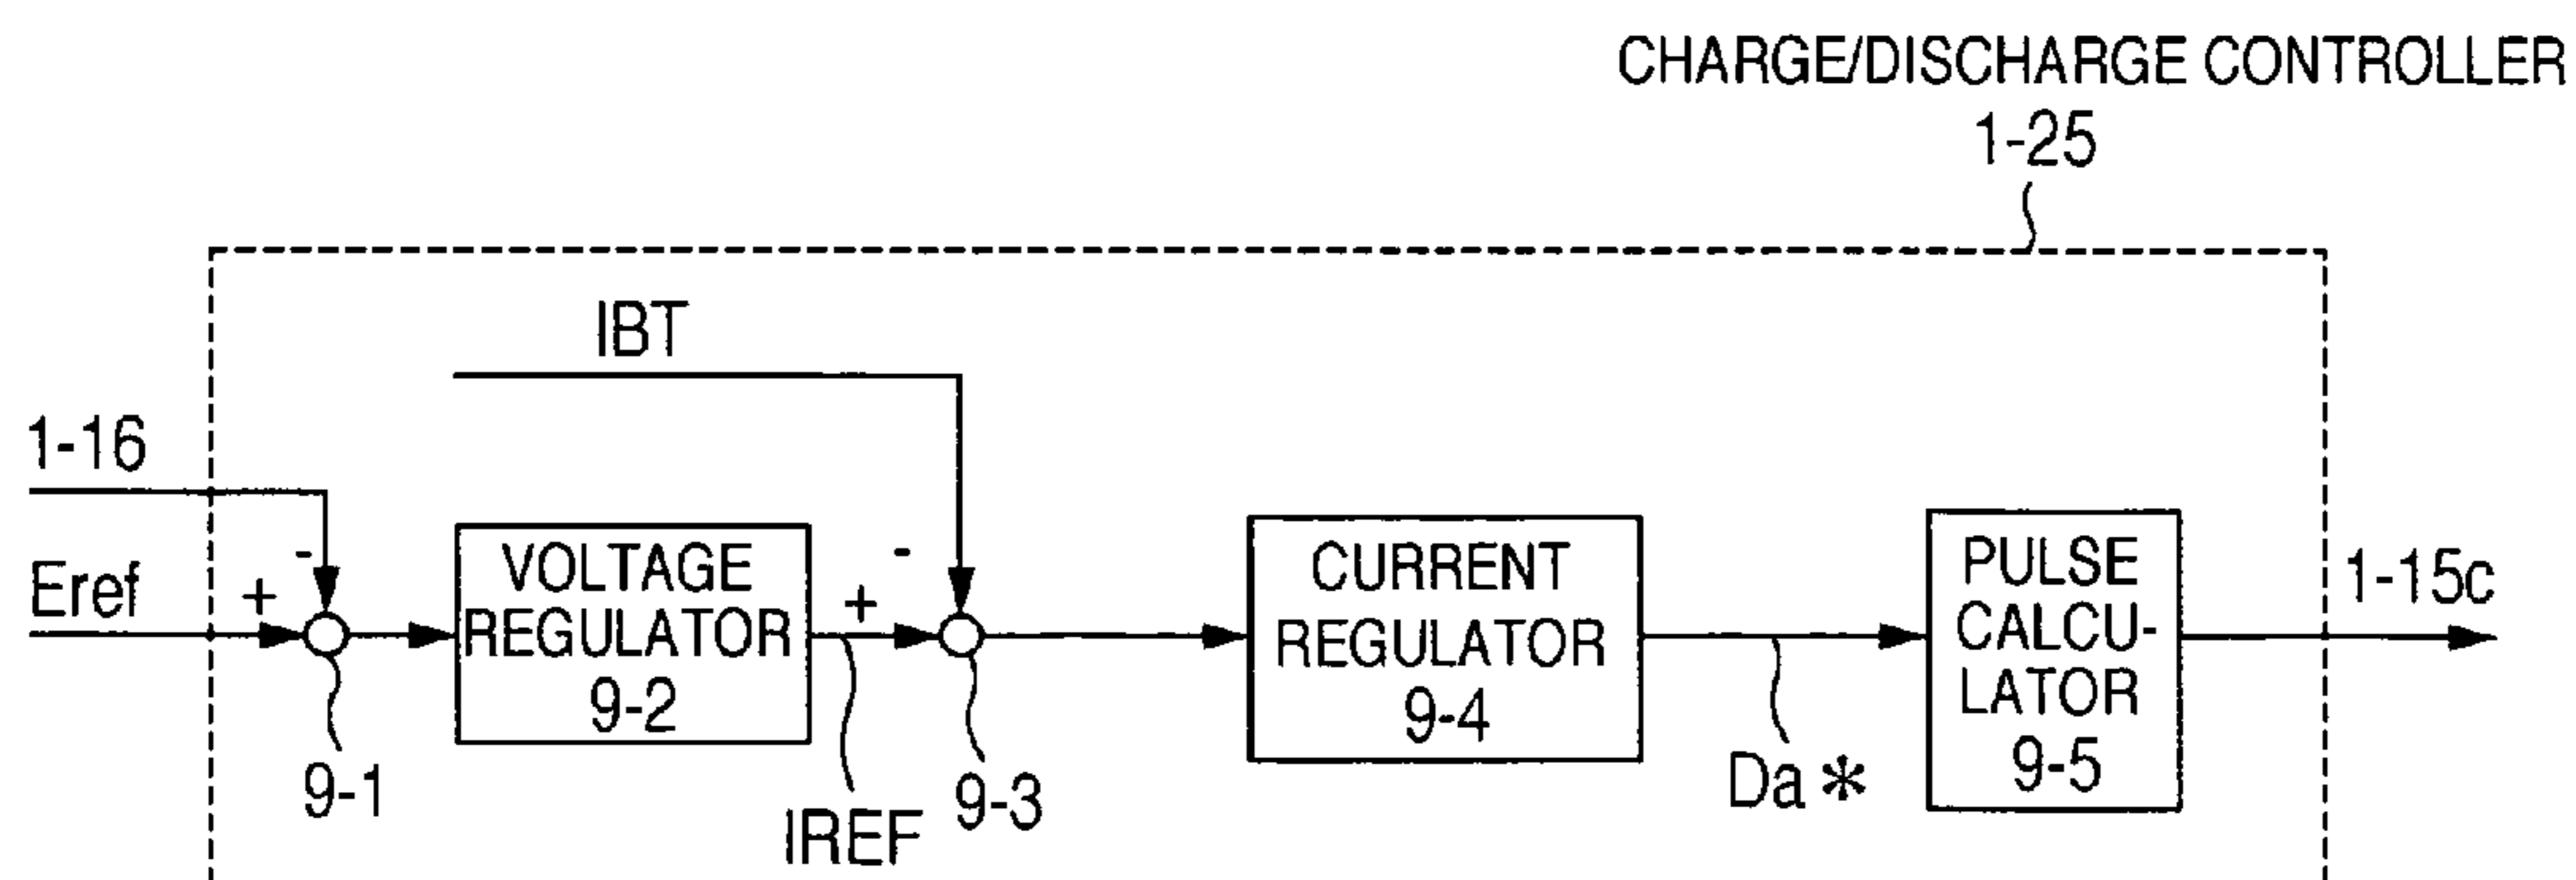 CHARGE/DISCHARGE CONTROLLER
1-25
IBT
1-16
Eref
+
-
9-1
VOLTAGE
REGULATOR
9-2
+
-
IREF
9-3
CURRENT
REGULATOR
9-4
Da*
PULSE
CALCU-
LATOR
9-5
1-15c